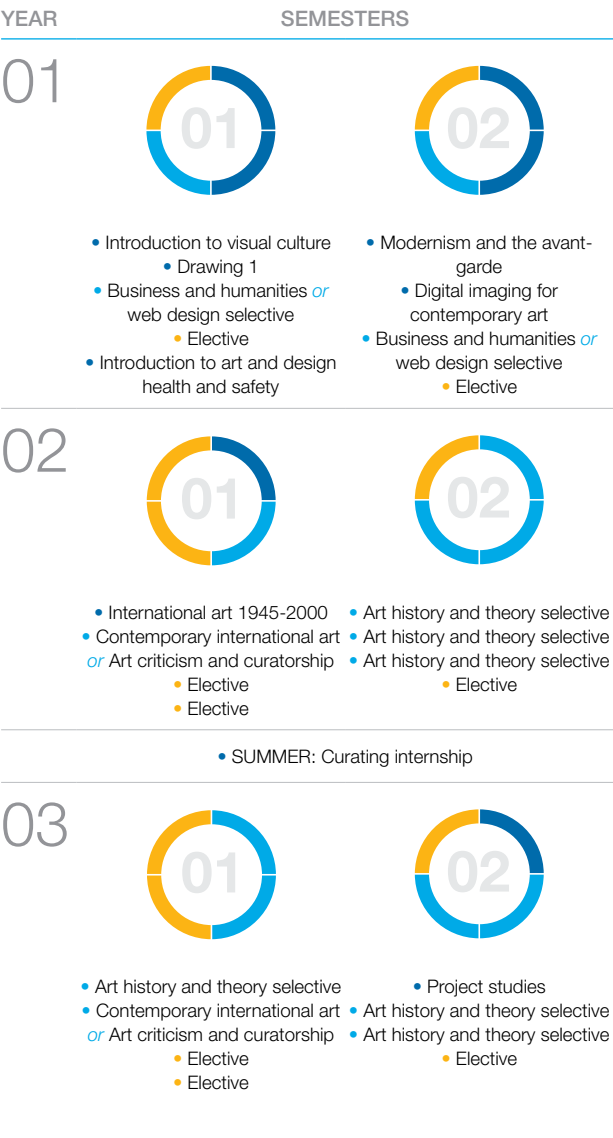 YEAR SEMESTERS
01
01
• Introduction to visual culture
• Drawing 1
• Business and humanities or
web design selective
• Elective
• Introduction to art and design
health and safety
02
• Modernism and the avant-
garde
• Digital imaging for
contemporary art
• Business and humanities or
web design selective
• Elective
02
01
• International art 1945-2000
• Contemporary international art
or Art criticism and curatorship
• Elective
• Elective
02
• Art history and theory selective
• Art history and theory selective
• Art history and theory selective
• Elective
• SUMMER: Curating internship
03
01
• Art history and theory selective
• Contemporary international art
or Art criticism and curatorship
• Elective
• Elective
02
• Project studies
• Art history and theory selective
• Art history and theory selective
• Elective